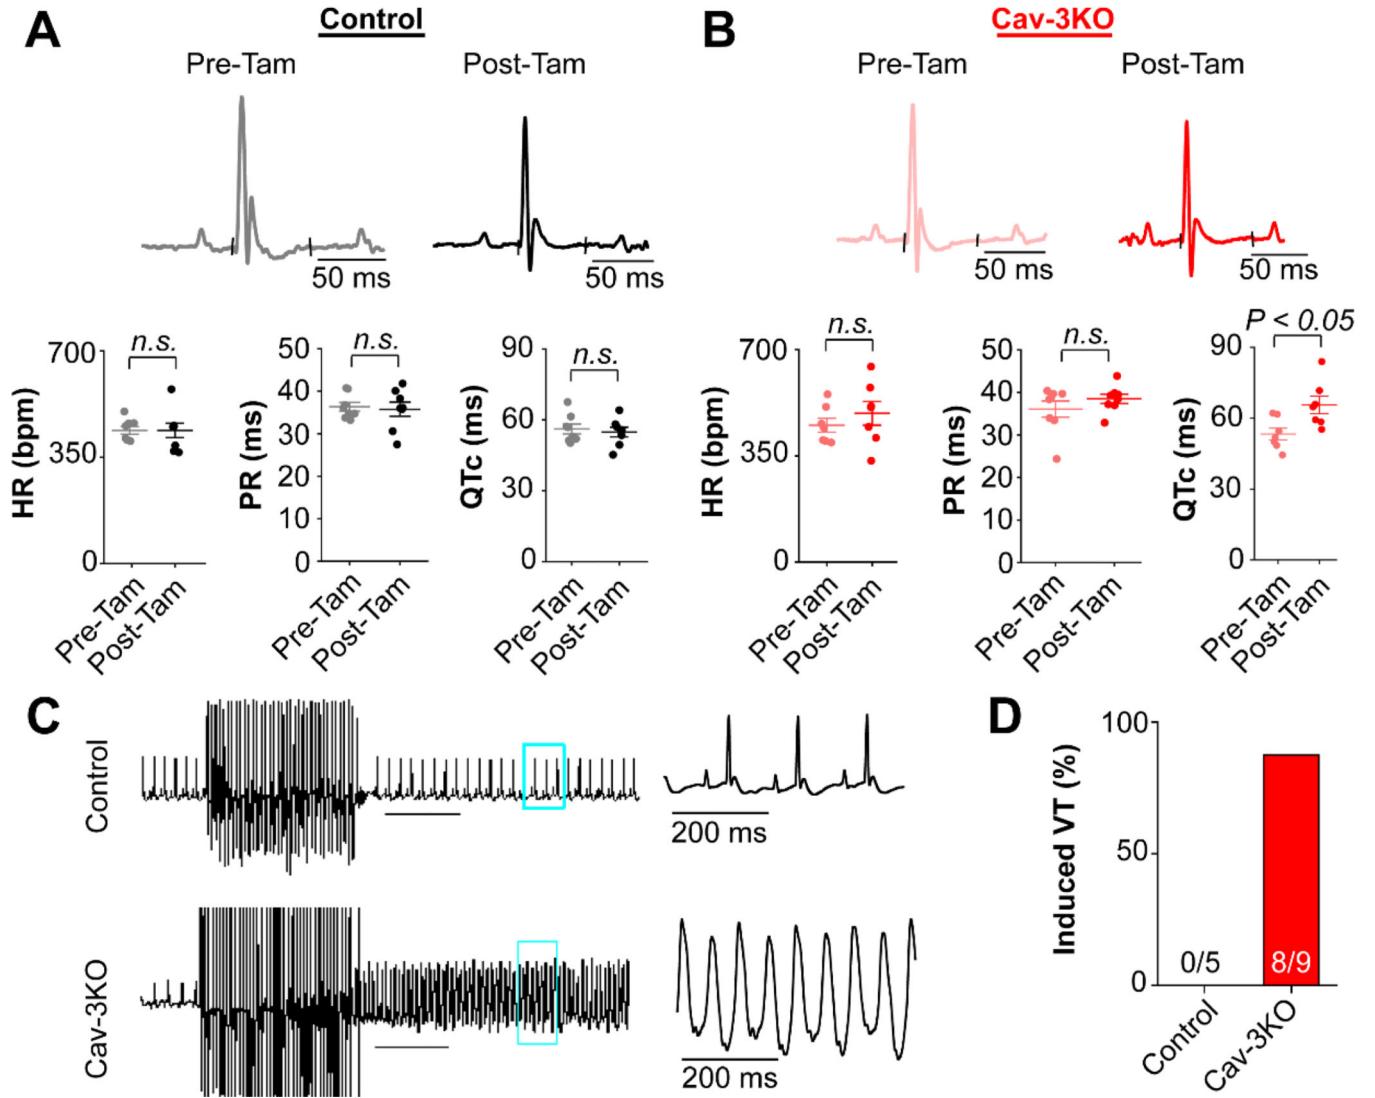 A
Control
Pre-Tam
Post-Tam
50 ms
50 ms
n.s.
HR (bpm)
700
350
0
Pre-Tam
Post-Tam
n.s.
PR (ms)
50
40
30
20
10
0
Pre-Tam
Post-Tam
n.s.
QTc (ms)
90
60
30
0
Pre-Tam
Post-Tam
B
Cav-3KO
Pre-Tam
Post-Tam
50 ms
50 ms
n.s.
HR (bpm)
700
350
0
Pre-Tam
Post-Tam
n.s.
PR (ms)
50
40
30
20
10
0
Pre-Tam
Post-Tam
P < 0.05
QTc (ms)
90
60
30
0
Pre-Tam
Post-Tam
C
Control
200 ms
Cav-3KO
200 ms
D
Induced VT (%)
100
50
0
0/5
8/9
Control
Cav-3KO